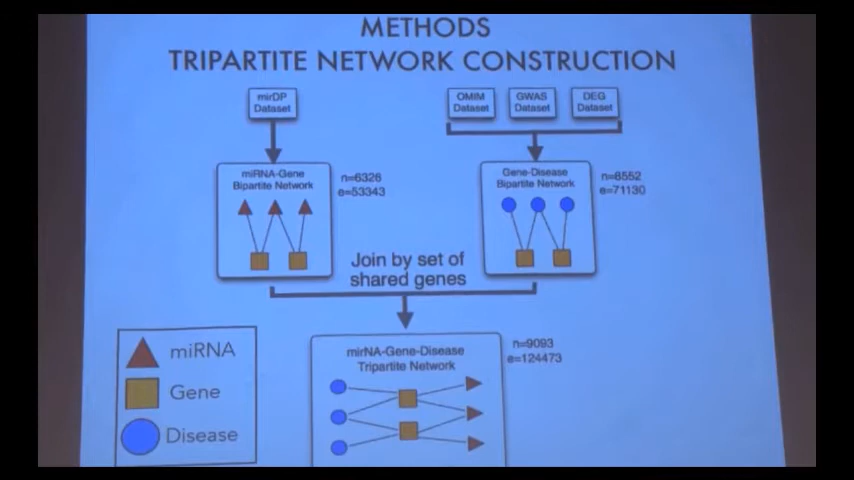 METHODS
TRIPARTITE NETWORK CONSTRUCTION
mirDP
Dataset
OMIM
Dataset
GWAS
Dataset
DEG
Dataset
miRNA-Gene
Bipartite Network
n=6326
e=53343
Gene-Disease
Bipartite Network
n=8552
e=71130
Join by set of
shared genes
mirNA-Gene-Disease
Tripartite Network
n=9093
e=124473
miRNA
Gene
Disease